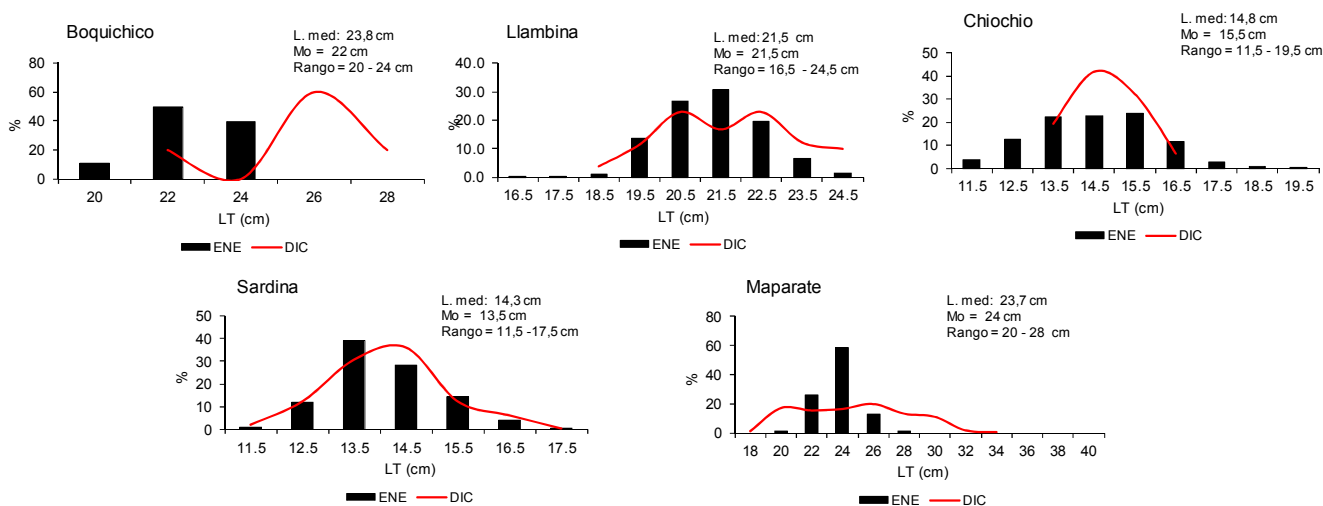 Boquichico
L. med: 23,8 cm
Mo = 22 cm
Rango = 20 - 24 cm
80
60
40
20
0
%
20 22 24 26 28
LT (cm)
ENE DIC
Llambina
L. med: 21,5 cm
Mo = 21,5 cm
Rango = 16,5 - 24,5 cm
40.0
30.0
20.0
10.0
0.0
%
16.5 17.5 18.5 19.5 20.5 21.5 22.5 23.5 24.5
LT (cm)
ENE DIC
Chiochio
L. med: 14,8 cm
Mo = 15,5 cm
Rango = 11,5 - 19,5 cm
50
40
30
20
10
0
%
11.5 12.5 13.5 14.5 15.5 16.5 17.5 18.5 19.5
LT (cm)
ENE DIC
Sardina
L. med: 14,3 cm
Mo = 13,5 cm
Rango = 11,5 -17,5 cm
50
40
30
20
10
0
%
11.5 12.5 13.5 14.5 15.5 16.5 17.5
LT (cm)
ENE DIC
Maparate
L. med: 23,7 cm
Mo = 24 cm
Rango = 20 - 28 cm
80
60
40
20
0
%
18 20 22 24 26 28 30 32 34 36 38 40
LT (cm)
ENE DIC